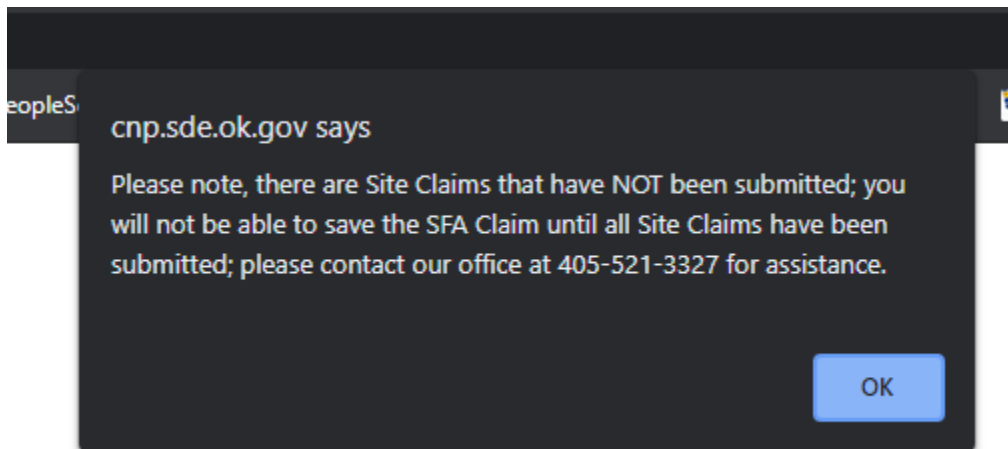 eopleS
cnp.sde.ok.gov says
Please note, there are Site Claims that have NOT been submitted; you
will not be able to save the SFA Claim until all Site Claims have been
submitted; please contact our office at 405-521-3327 for assistance.
OK